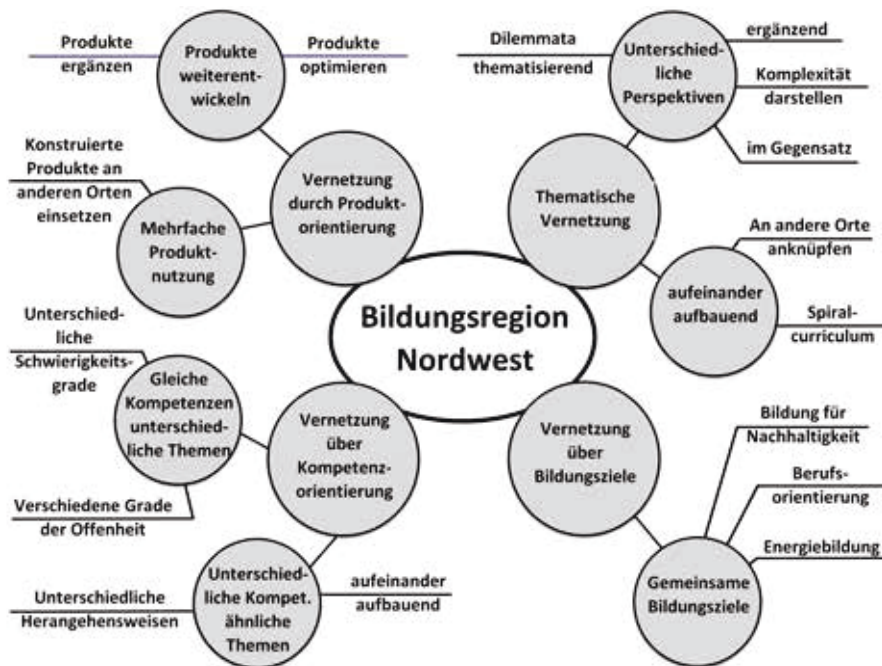 Produkte
ergänzen
Produkte
weiterent-
wickeln
Produkte
optimieren
Konstruierte
Produkte an
anderen Orten
einsetzen
Mehrfache
Produkt-
nutzung
Vernetzung
durch Produkt-
orientierung
Dilemmata
thematisierend
Unterschied-
liche
Perspektiven
ergänzend
Komplexität
darstellen
im Gegensatz
Thematische
Vernetzung
An andere Orte
anknüpfen
aufeinander
aufbauend
Spiral-
curriculum
Bildungsregion
Nordwest
Unterschied-
liche
Schwierigkeits-
grade
Gleiche
Kompetenzen
unterschied-
liche Themen
Verschiedene Grade
der Offenheit
Vernetzung
über
Kompetenz-
orientierung
Unterschiedliche
Herangehensweisen
Unterschied-
liche Kompet.
ähnliche
Themen
aufeinander
aufbauend
Vernetzung
über
Bildungsziele
Bildung für
Nachhaltigkeit
Berufs-
orientierung
Energiebildung
Gemeinsame
Bildungsziele